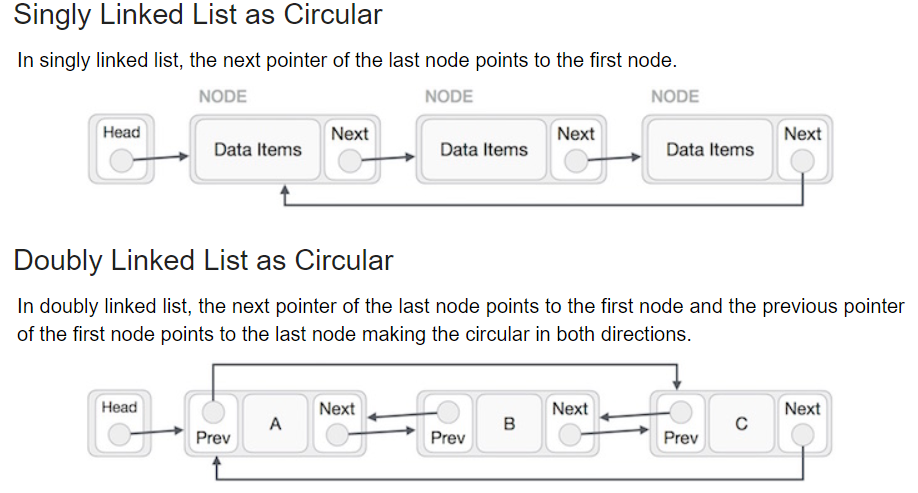 Singly Linked List as Circular
In singly linked list, the next pointer of the last node points to the first node.
NODE NODE NODE
Head Data Items Next Data Items Next Data Items Next
Doubly Linked List as Circular
In doubly linked list, the next pointer of the last node points to the first node and the previous pointer
of the first node points to the last node making the circular in both directions.
Head Next Next Next
A B C
Prev Prev Prev